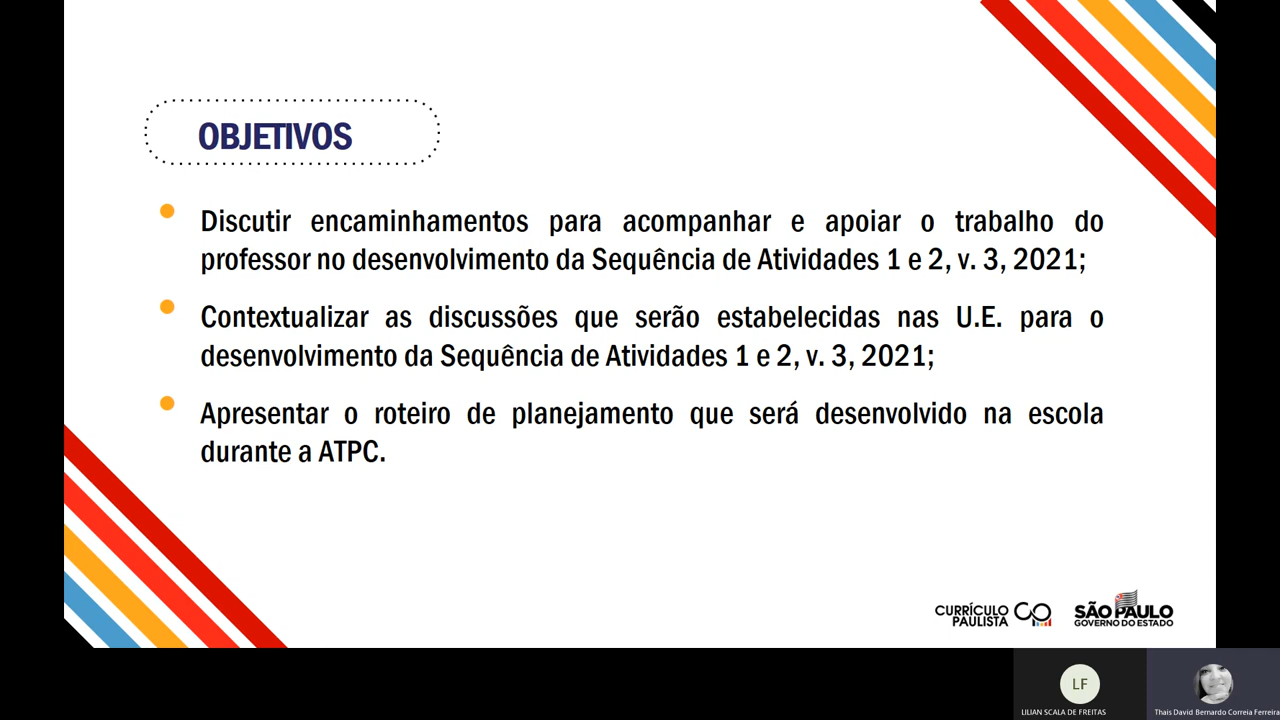 OBJETIVOS
Discutir encaminhamentos para acompanhar e apoiar o trabalho do
professor no desenvolvimento da Sequência de Atividades 1 e 2, v. 3, 2021;
Contextualizar as discussões que serão estabelecidas nas U.E. para o
desenvolvimento da Sequência de Atividades 1 e 2, v. 3, 2021;
Apresentar o roteiro de planejamento que será desenvolvido na escola
durante a ATPC.
CURRÍCULO
PAULISTA
SÃO PAULO
GOVERNO DO ESTADO
LF
LILIAN SCALA DE FREITAS
Thais David Bernardo Correia Ferreira